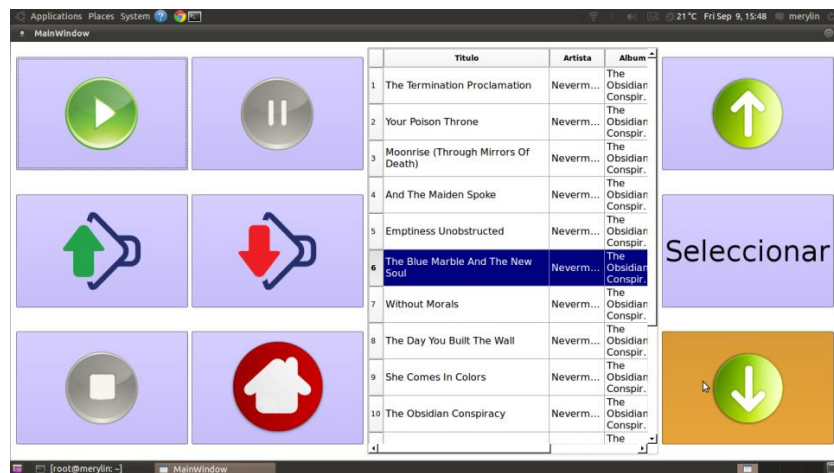 Applications Places System
21°C Fri Sep 9, 15:48 merylin
MainWindow
Titulo Artista Album
1 The Termination Proclamation Neverm... The Obsidian Conspir.
2 Your Poison Throne Neverm... The Obsidian Conspir.
3 Moonrise (Through Mirrors Of Death) Neverm... The Obsidian Conspir.
4 And The Maiden Spoke Neverm... The Obsidian Conspir.
5 Emptiness Unobstructed Neverm... The Obsidian Conspir.
6 The Blue Marble And The New Soul Neverm... The Obsidian Conspir.
7 Without Morals Neverm... The Obsidian Conspir.
8 The Day You Built The Wall Neverm... The Obsidian Conspir.
9 She Comes In Colors Neverm... The Obsidian Conspir.
10 The Obsidian Conspiracy Neverm... The Obsidian Conspir.
The
Seleccionar
[root@merylin: ~] MainWindow